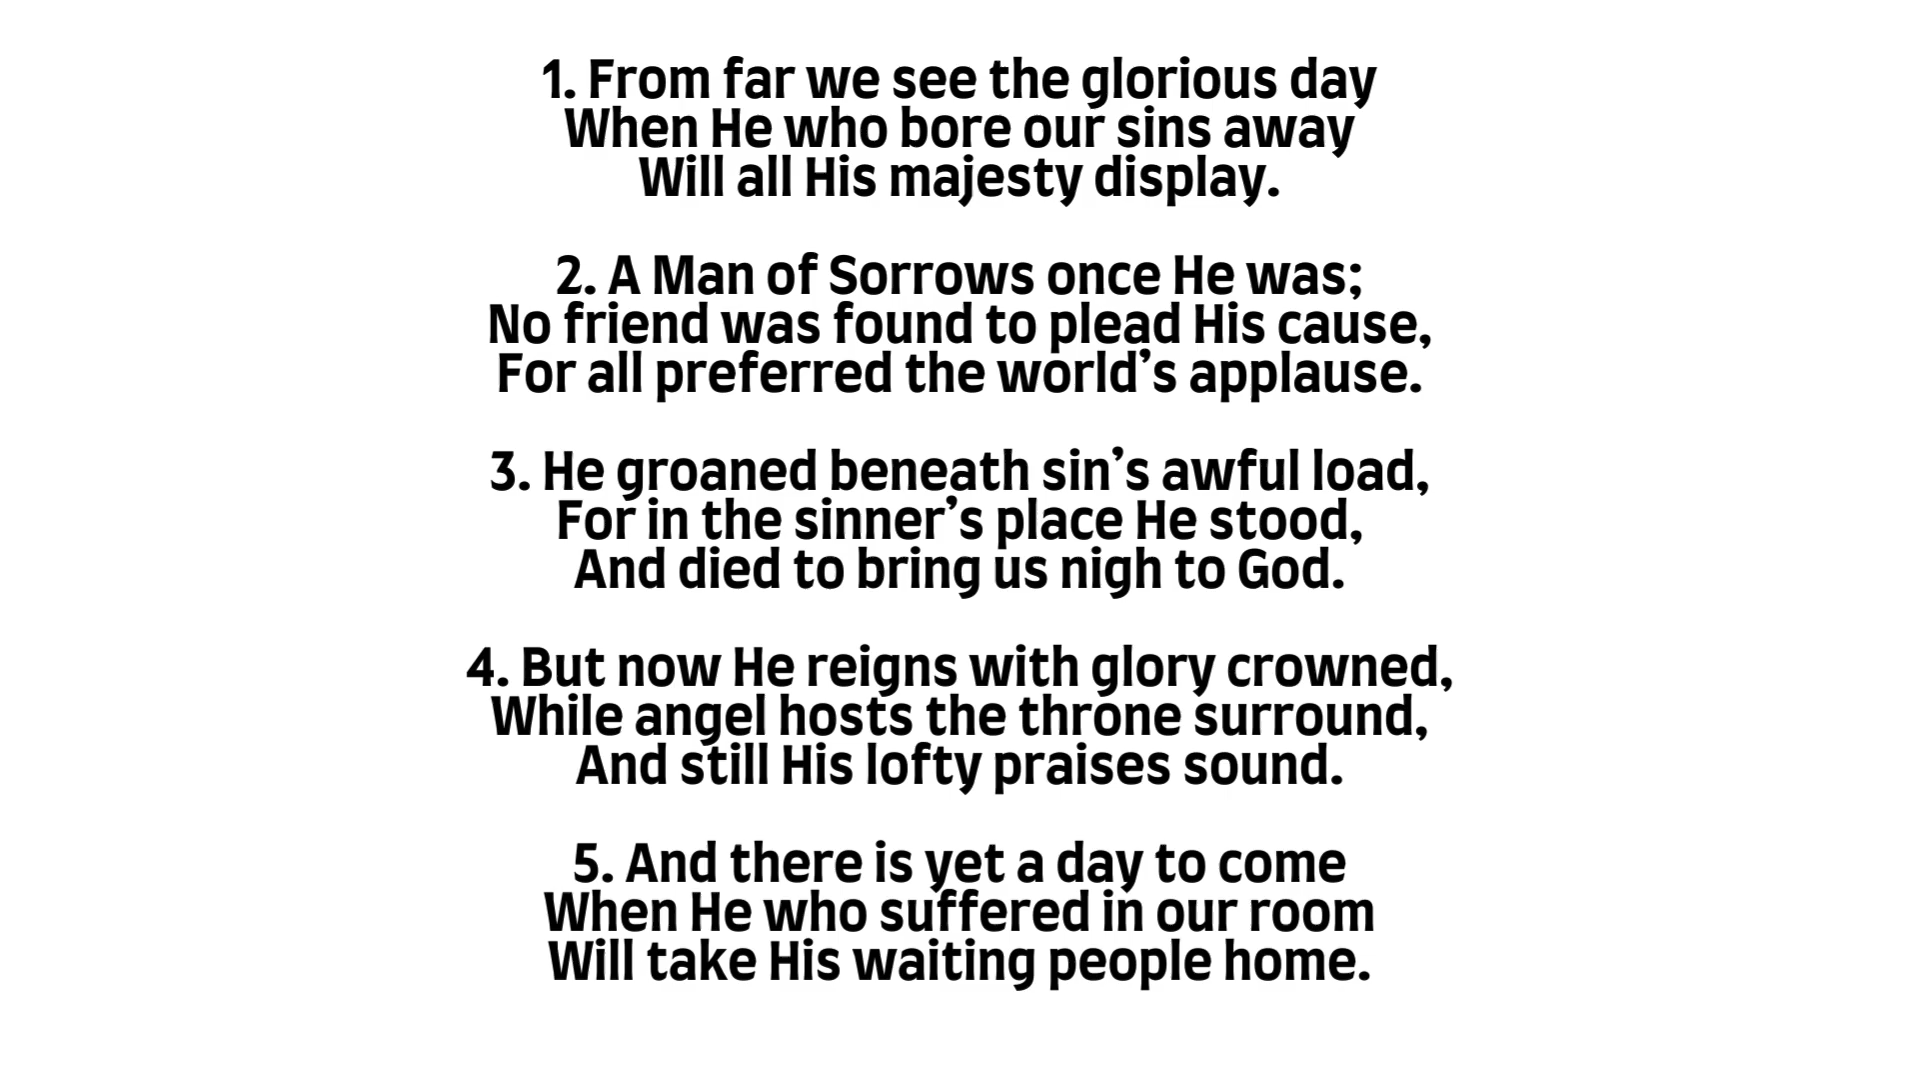 1. From far we see the glorious day
When He who bore our sins away
Will all His majesty display.
2. A Man of Sorrows once He was;
No friend was found to plead His cause,
For all preferred the world’s applause.
3. He groaned beneath sin’s awful load,
For in the sinner’s place He stood,
And died to bring us nigh to God.
4. But now He reigns with glory crowned,
While angel hosts the throne surround,
And still His lofty praises sound.
5. And there is yet a day to come
When He who suffered in our room
Will take His waiting people home.